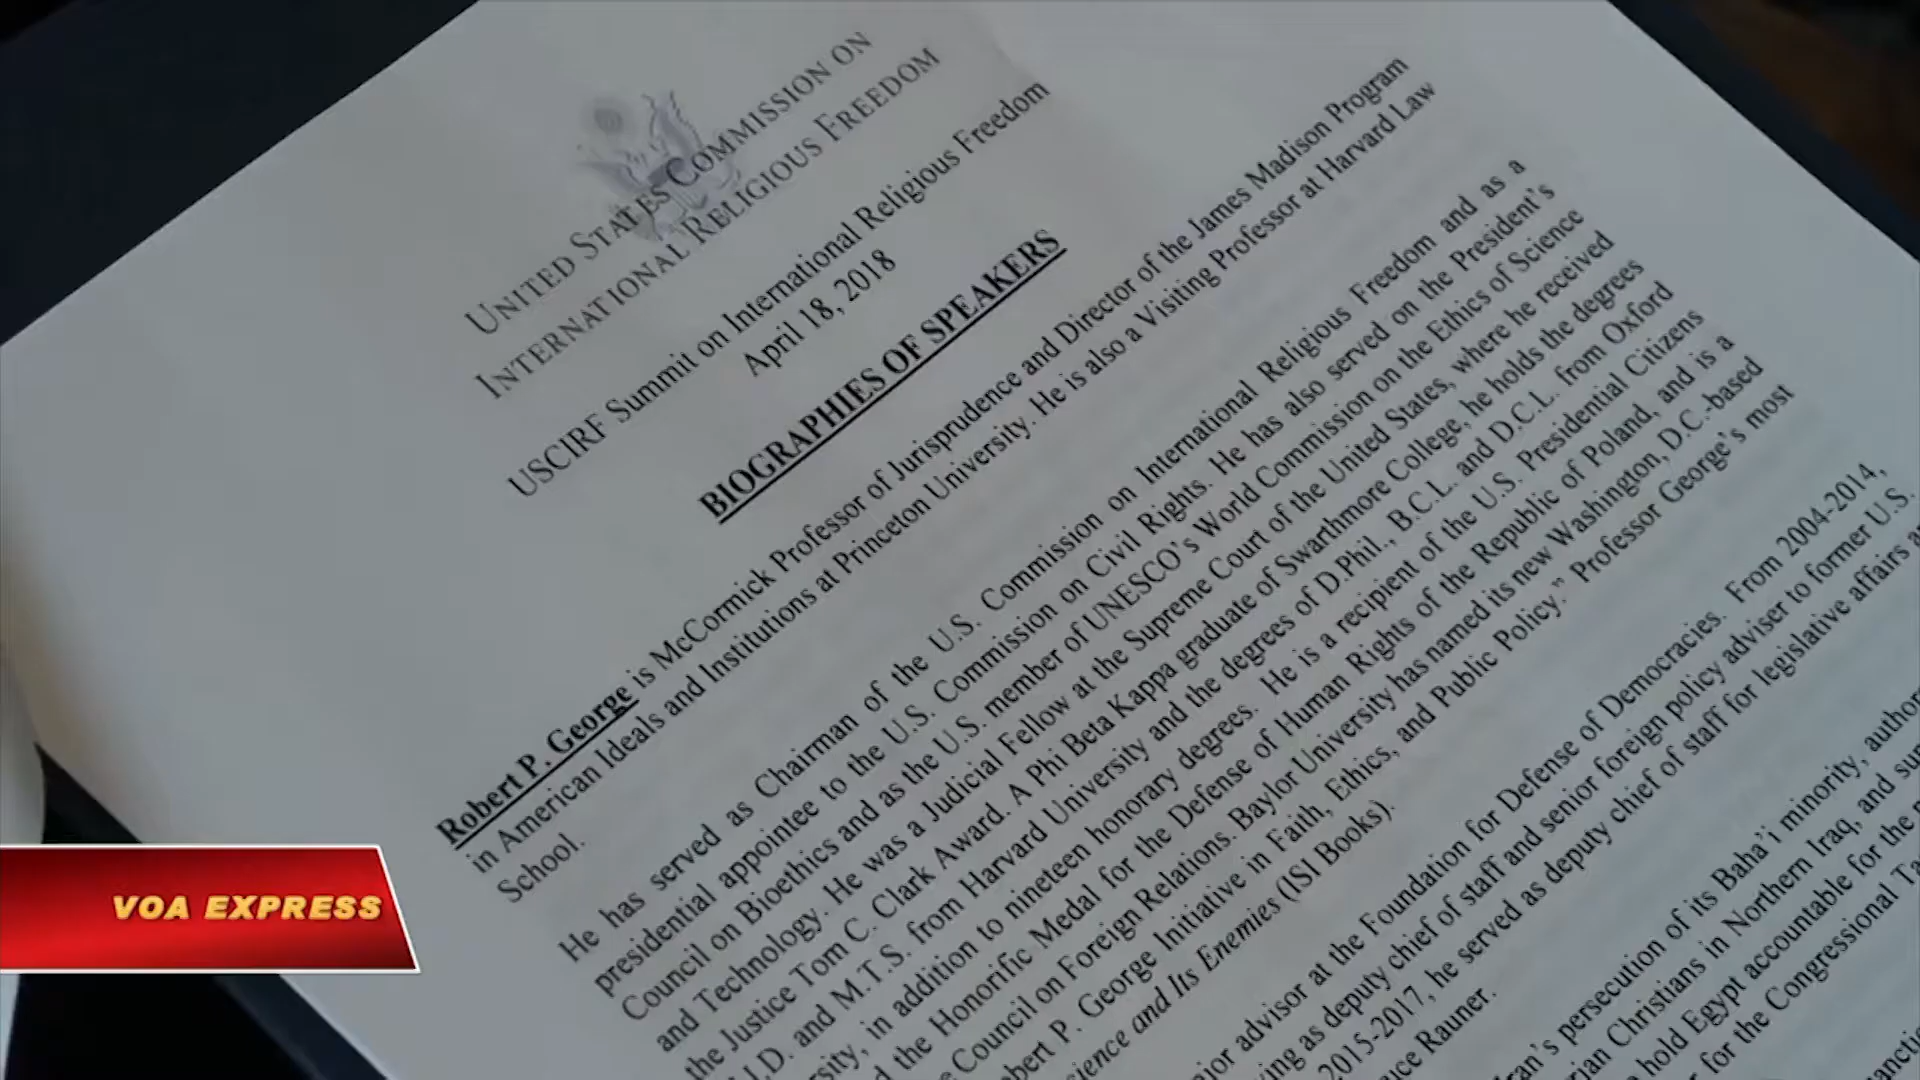 UNITED STATES COMMISSION ON
INTERNATIONAL RELIGIOUS FREEDOM
USCIRF Summit on International Religious Freedom
April 18, 2018
BIOGRAPHIES OF SPEAKERS
Robert P. George is McCormick Professor of Jurisprudence and Director of the James Madison Program
in American Ideals and Institutions at Princeton University. He is also a Visiting Professor at Harvard Law
School.
He has served as Chairman of the U.S. Commission on International Religious Freedom and as a
presidential appointee to the U.S. Commission on Civil Rights. He has also served on the President's
Council on Bioethics and as the U.S. member of UNESCO's World Commission on the Ethics of Science
and Technology. He was a Judicial Fellow at the Supreme Court of the United States, where he received
the Justice Tom C. Clark Award. A Phi Beta Kappa graduate of Swarthmore College, he holds the degrees
J.D. and M.T.S. from Harvard University and the degrees of D.Phil., B.C.L. and D.C.L. from Oxford
in addition to nineteen honorary degrees. He is a recipient of the U.S. Presidential Citizens
the Honorific Medal for the Defense of Human Rights of the Republic of Poland, and is a
Council on Foreign Relations. Baylor University has named its new Washington, D.C.-based
P. George Initiative in Faith, Ethics, and Public Policy." Professor George's most
and Its Enemies (ISI Books).
advisor at the Foundation for Defense of Democracies. From 2004-2014,
as deputy chief of staff and senior foreign policy adviser to former U.S.
2015-2017, he served as deputy chief of staff for legislative affairs
Rauner.
persecution of its Baha'i minority,
Christians in Northern Iraq, and
hold Egypt accountable for the
for the Congressional
VOA EXPRESS